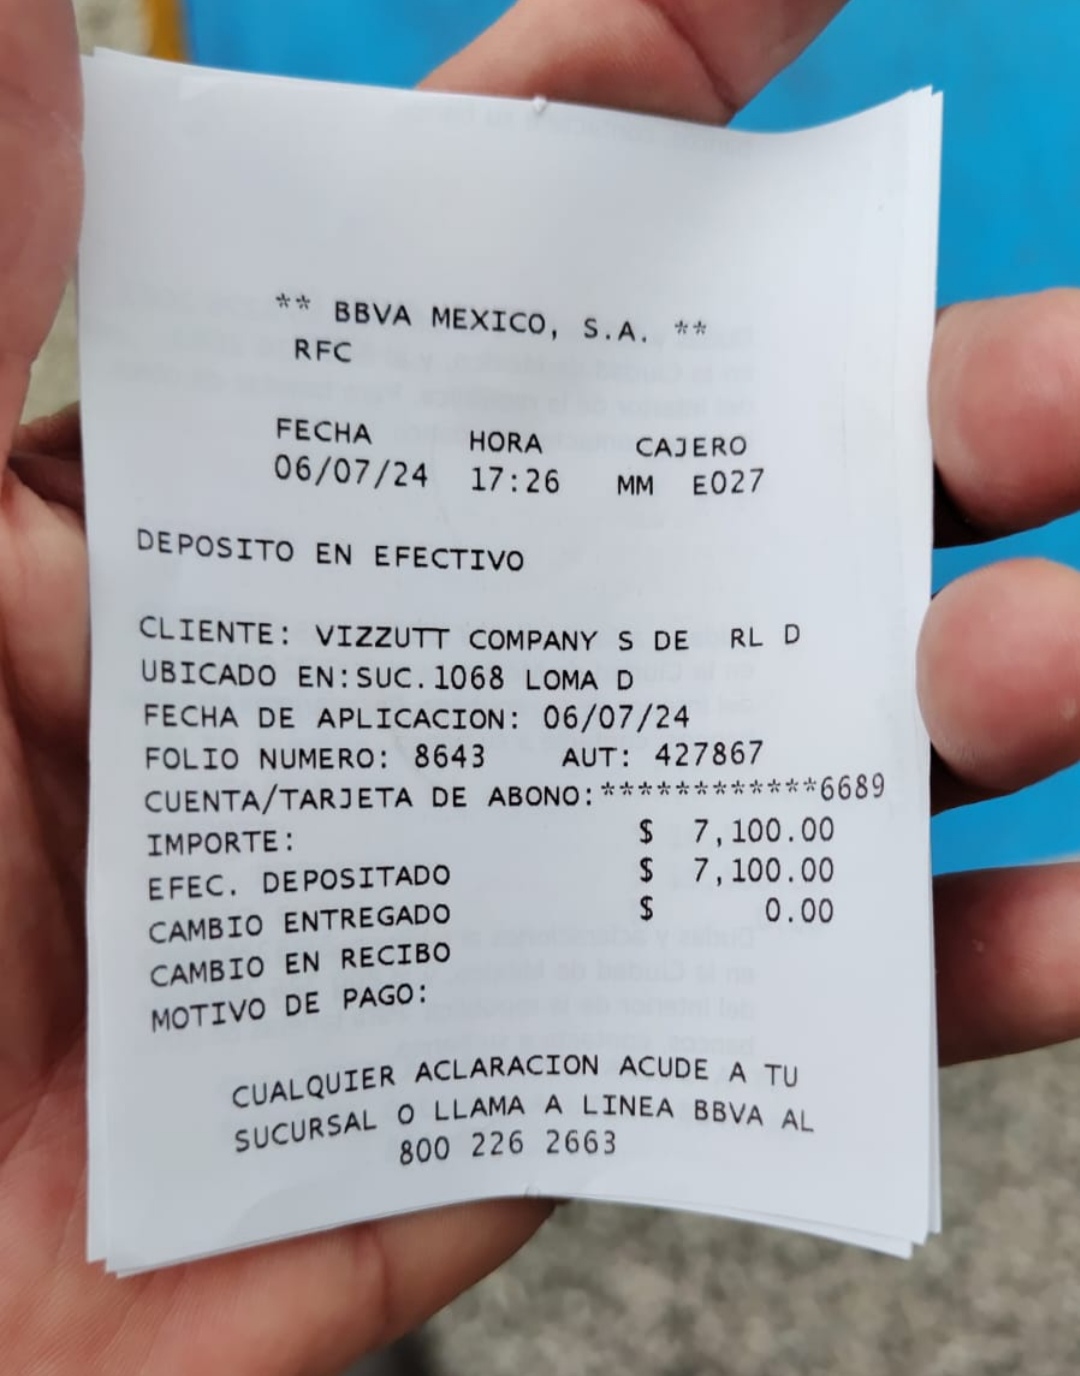 ** BBVA MEXICO, S.A. **
RFC
FECHA HORA CAJERO
06/07/24 17:26 MM E027
DEPOSITO EN EFECTIVO
CLIENTE: VIZZUTT COMPANY S DE RL D
UBICADO EN:SUC.1068 LOMA D
FECHA DE APLICACION: 06/07/24
FOLIO NUMERO: 8643 AUT: 427867
CUENTA/TARJETA DE ABONO:************6689
IMPORTE: $ 7,100.00
EFEC. DEPOSITADO $ 7,100.00
CAMBIO ENTREGADO $ 0.00
CAMBIO EN RECIBO
MOTIVO DE PAGO:
CUALQUIER ACLARACION ACUDE A TU
SUCURSAL O LLAMA A LINEA BBVA AL
800 226 2663